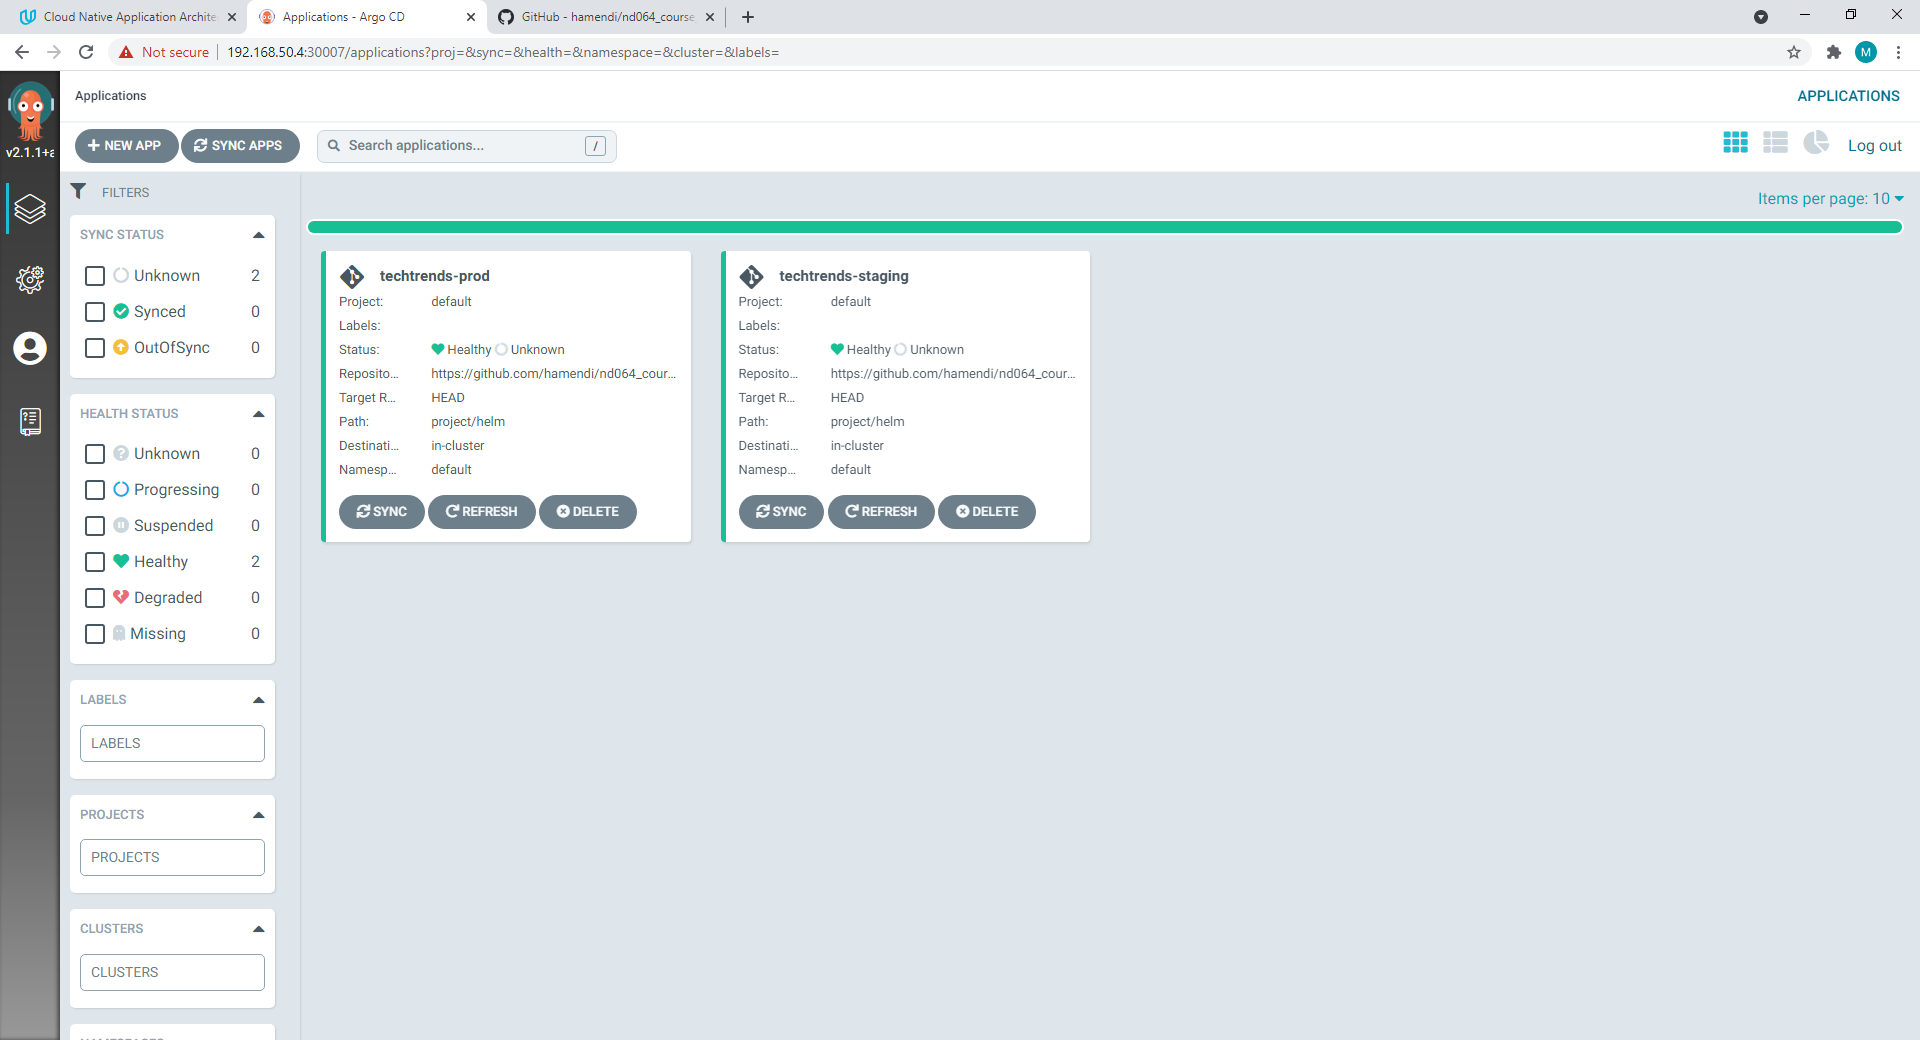 Cloud Native Application Archite
Applications - Argo CD
GitHub - hamendi/nd064_course
Not secure
192.168.50.4:30007/applications?proj=&sync=&health=&namespace=&cluster=&labels=
M
v2.1.1+a
Applications
APPLICATIONS
NEW APP
SYNC APPS
Search applications...
/
Log out
FILTERS
Items per page: 10
SYNC STATUS
Unknown 2
Synced 0
OutOfSync 0
HEALTH STATUS
Unknown 0
Progressing 0
Suspended 0
Healthy 2
Degraded 0
Missing 0
LABELS
LABELS
PROJECTS
PROJECTS
CLUSTERS
CLUSTERS
NAMESPACES
techtrends-prod
Project: default
Labels:
Status: Healthy Unknown
Reposito... https://github.com/hamendi/nd064_cour...
Target R... HEAD
Path: project/helm
Destinati... in-cluster
Namesp... default
SYNC REFRESH DELETE
techtrends-staging
Project: default
Labels:
Status: Healthy Unknown
Reposito... https://github.com/hamendi/nd064_cour...
Target R... HEAD
Path: project/helm
Destinati... in-cluster
Namesp... default
SYNC REFRESH DELETE